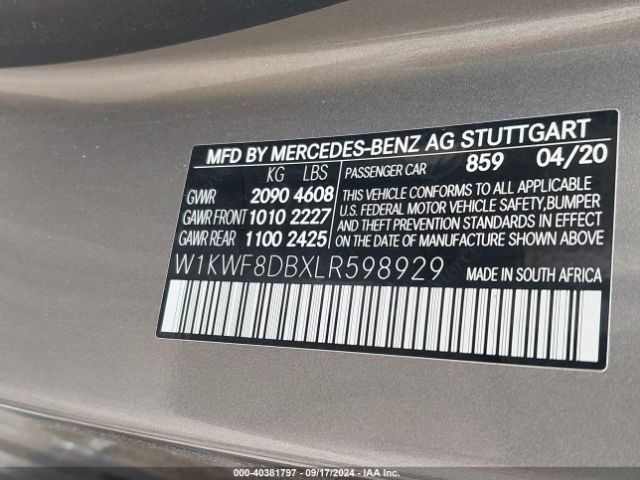 MFD BY MERCEDES-BENZ AG STUTTGART
KG LBS PASSENGER CAR 859 04/20
GVWR 2090 4608 THIS VEHICLE CONFORMS TO ALL APPLICABLE
U.S. FEDERAL MOTOR VEHICLE SAFETY, BUMPER
GAWR FRONT 1010 2227 AND THEFT PREVENTION STANDARDS IN EFFECT
GAWR REAR 1100 2425 ON THE DATE OF MANUFACTURE SHOWN ABOVE
W1KWF8DBXLR598929 MADE IN SOUTH AFRICA
000-40381797 - 09/17/2024 - IAA Inc.